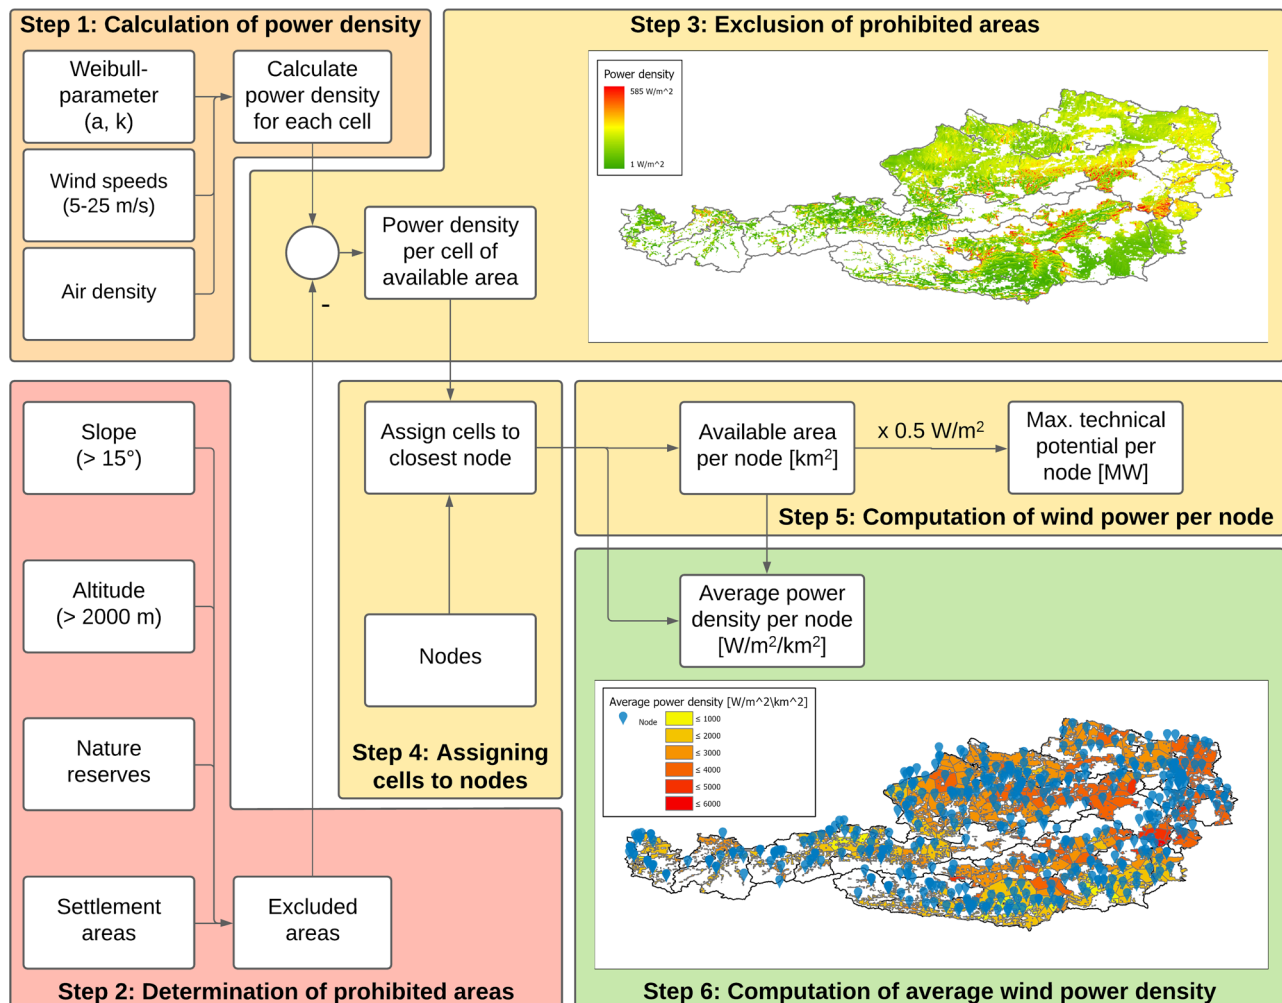 Step 1: Calculation of power density
Weibull-
parameter
(a, k)
Calculate
power density
for each cell
Wind speeds
(5-25 m/s)
Air density
Step 3: Exclusion of prohibited areas
Power density
per cell of
available area
-
Power density
585 W/m^2
1 W/m^2
Slope
(> 15°)
Altitude
(> 2000 m)
Nature
reserves
Settlement
areas
Excluded
areas
Step 2: Determination of prohibited areas
Assign cells to
closest node
Nodes
Step 4: Assigning
cells to nodes
Available area
per node [km²]
x 0.5 W/m²
Max. technical
potential per
node [MW]
Step 5: Computation of wind power per node
Average power
density per node
[W/m²/km²]
Average power density [W/m^2\km^2]
Node
≤ 1000
≤ 2000
≤ 3000
≤ 4000
≤ 5000
≤ 6000
Step 6: Computation of average wind power density